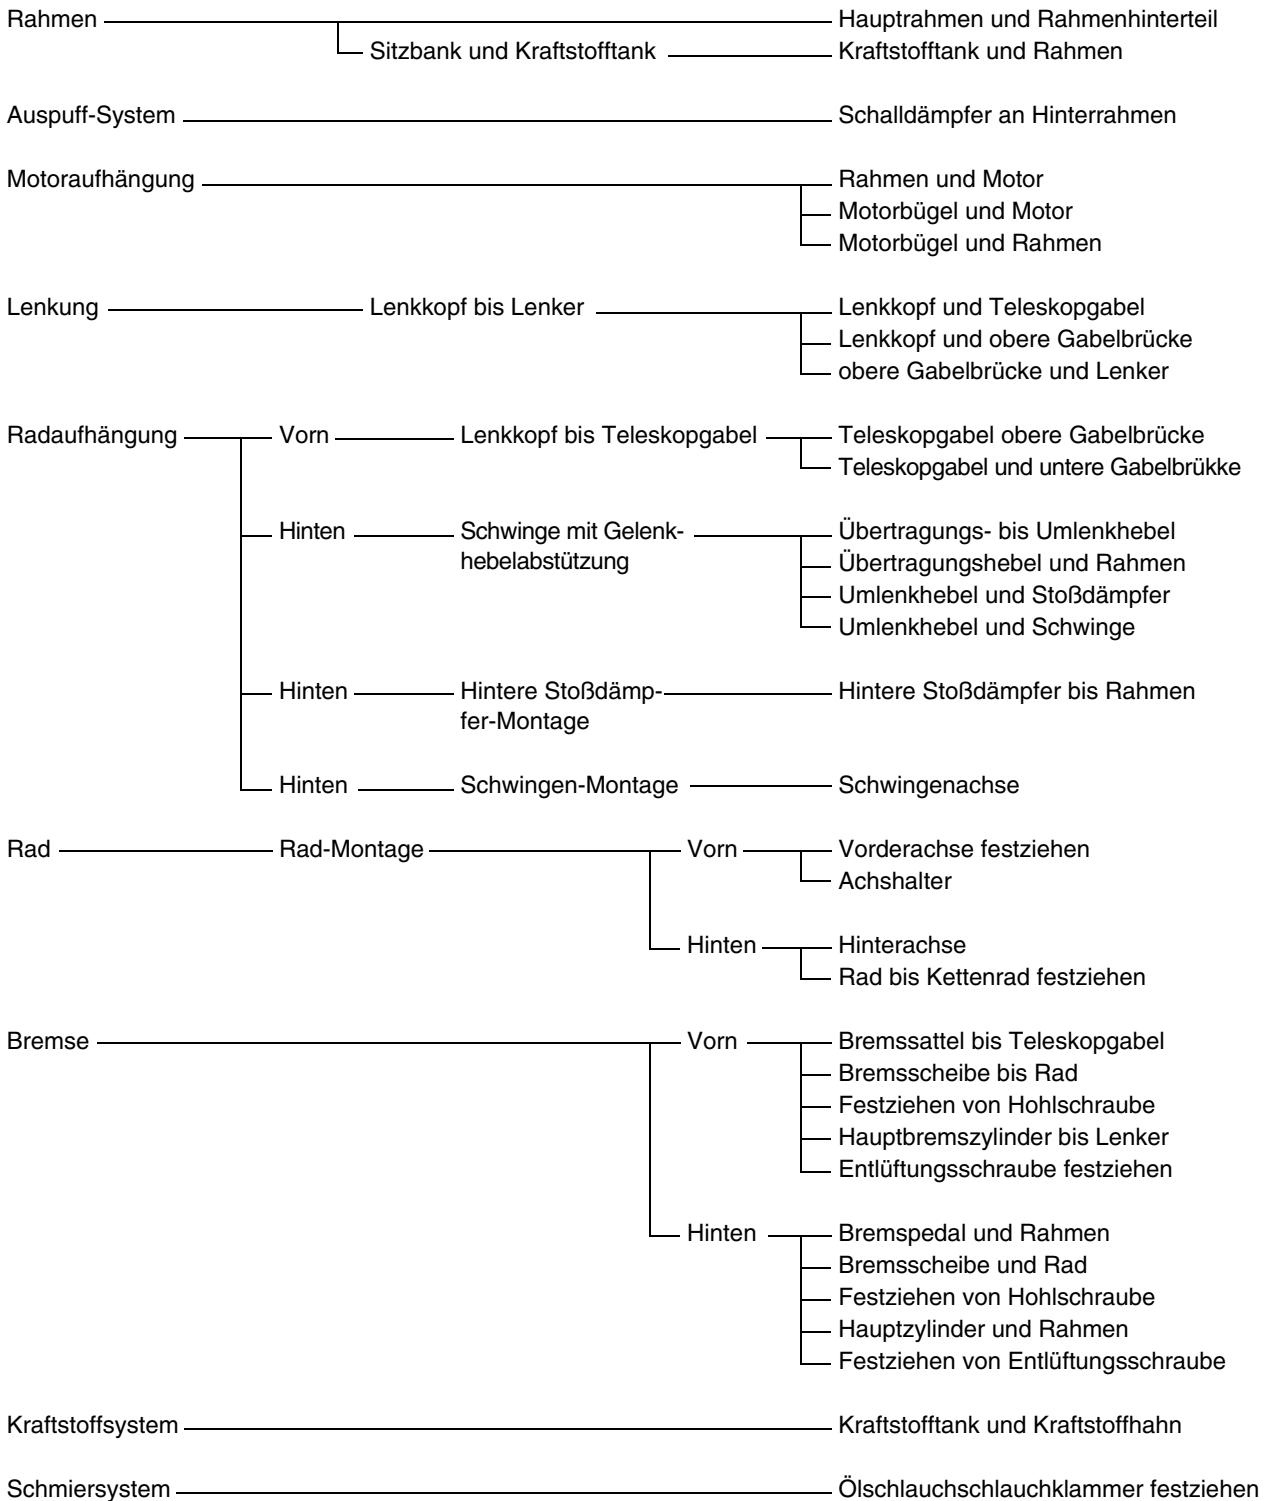 Rahmen Hauptrahmen und Rahmenhinterteil
Sitzbank und Kraftstofftank Kraftstofftank und Rahmen
Auspuff-System Schalldämpfer an Hinterrahmen
Motoraufhängung Rahmen und Motor
Motorbügel und Motor
Motorbügel und Rahmen
Lenkung Lenkkopf bis Lenker Lenkkopf und Teleskopgabel
Lenkkopf und obere Gabelbrücke
obere Gabelbrücke und Lenker
Radaufhängung Vorn Lenkkopf bis Teleskopgabel Teleskopgabel obere Gabelbrücke
Teleskopgabel und untere Gabelbrükke
Hinten Schwinge mit Gelenk- Übertragungs- bis Umlenkhebel
hebelabstützung Übertragungshebel und Rahmen
Umlenkhebel und Stoßdämpfer
Umlenkhebel und Schwinge
Hinten Hintere Stoßdämp- Hintere Stoßdämpfer bis Rahmen
fer-Montage
Hinten Schwingen-Montage Schwingenachse
Rad Rad-Montage Vorn Vorderachse festziehen
Achshalter
Hinten Hinterachse
Rad bis Kettenrad festziehen
Bremse Vorn Bremssattel bis Teleskopgabel
Bremsscheibe bis Rad
Festziehen von Hohlschraube
Hauptbremszylinder bis Lenker
Entlüftungsschraube festziehen
Hinten Bremspedal und Rahmen
Bremsscheibe und Rad
Festziehen von Hohlschraube
Hauptzylinder und Rahmen
Festziehen von Entlüftungsschraube
Kraftstoffsystem Kraftstofftank und Kraftstoffhahn
Schmiersystem Ölschlauchschlauchklammer festziehen